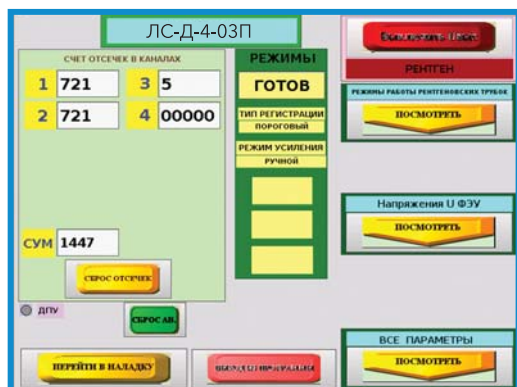 ЛС-Д-4-03П
СЧЕТ ОТСЕЧЕК В КАНАЛАХ
1 721 3 5
2 721 4 00000
СУМ 1447
СБРОС ОТСЕЧЕК
ДПУ
СБРОС АВ.
ПЕРЕЙТИ В НАЛАДКУ
РЕЖИМЫ
ГОТОВ
ТИП РЕГИСТРАЦИИ
ПОРОГОВЫЙ
РЕЖИМ УСИЛЕНИЯ
РУЧНОЙ
РЕНТГЕН
РЕЖИМЫ РАБОТЫ РЕНТГЕНОВСКИХ ТРУБОК
ПОСМОТРЕТЬ
Напряжения U ФЭУ
ПОСМОТРЕТЬ
ВСЕ ПАРАМЕТРЫ
ПОСМОТРЕТЬ